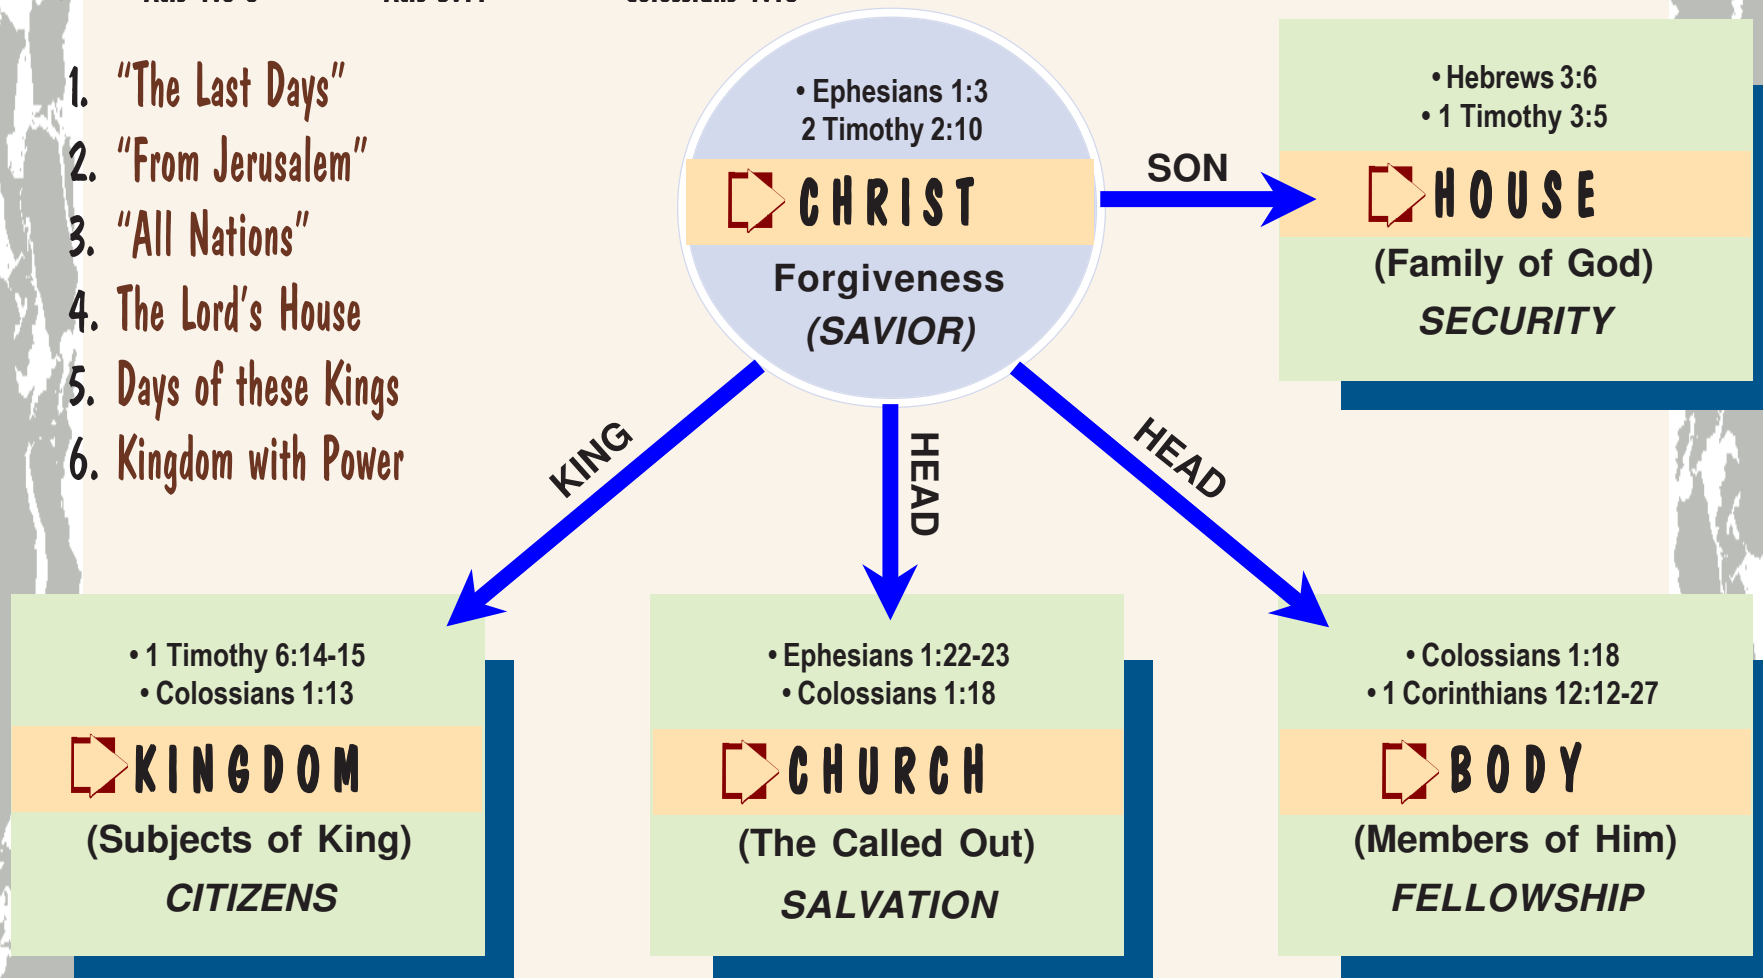 1. “The Last Days”
2. “From Jerusalem”
3. “All Nations”
4. The Lord’s House
5. Days of these Kings
6. Kingdom with Power
• Ephesians 1:3
2 Timothy 2:10
CHRIST
Forgiveness
(SAVIOR)
SON
• Hebrews 3:6
• 1 Timothy 3:5
HOUSE
(Family of God)
SECURITY
KING
HEAD
HEAD
• 1 Timothy 6:14-15
• Colossians 1:13
KINGDOM
(Subjects of King)
CITIZENS
• Ephesians 1:22-23
• Colossians 1:18
CHURCH
(The Called Out)
SALVATION
• Colossians 1:18
• 1 Corinthians 12:12-27
BODY
(Members of Him)
FELLOWSHIP